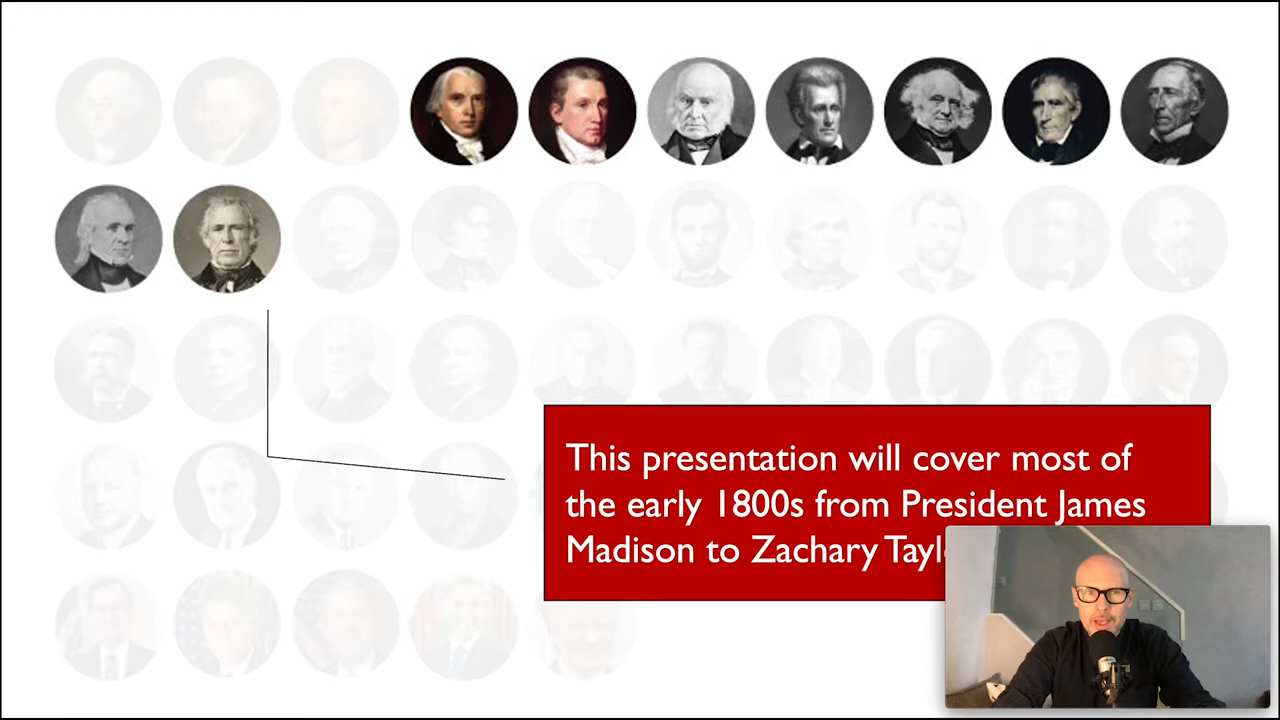 This presentation will cover most of
the early 1800s from President James
Madison to Zachary